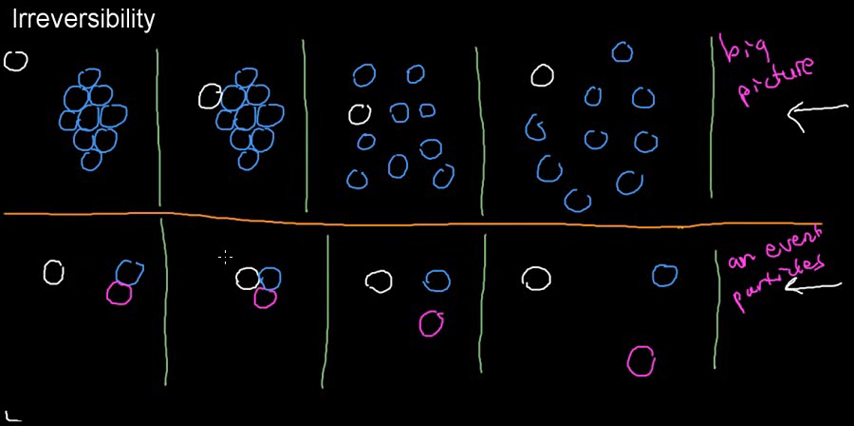 Irreversibility
big
picture
an event
particles